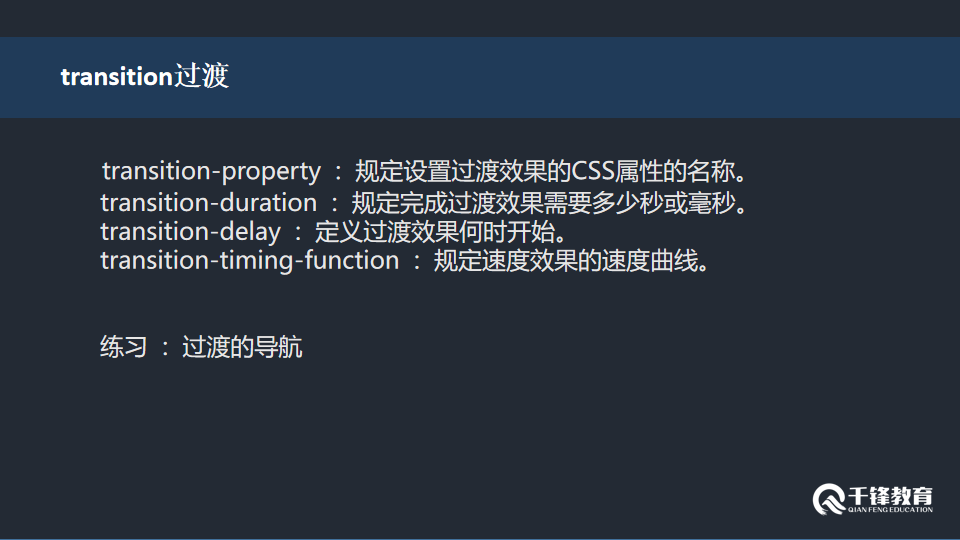 transition过渡
transition-property ：规定设置过渡效果的CSS属性的名称。
transition-duration ：规定完成过渡效果需要多少秒或毫秒。
transition-delay ：定义过渡效果何时开始。
transition-timing-function ：规定速度效果的速度曲线。
练习 ：过渡的导航
千锋教育
QIAN FENG EDUCATION